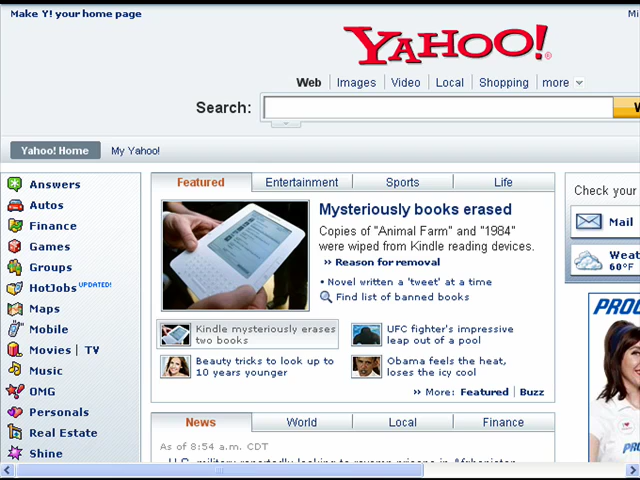 Make Y! your home page
YAHOO!
Web Images Video Local Shopping more
Search:
Yahoo! Home My Yahoo!
Answers
Autos
Finance
Games
Groups
HotJobs UPDATED!
Maps
Mobile
Movies | TV
Music
OMG
Personals
Real Estate
Shine
Featured Entertainment Sports Life
Mysteriously books erased
Copies of "Animal Farm" and "1984"
were wiped from Kindle reading devices.
» Reason for removal
• Novel written a 'tweet' at a time
Find list of banned books
Kindle mysteriously erases
two books
UFC fighter's impressive
leap out of a pool
Beauty tricks to look up to
10 years younger
Obama feels the heat,
loses the icy cool
» More: Featured | Buzz
News World Local Finance
As of 8:54 a.m. CDT
Check your
Mail
60°F